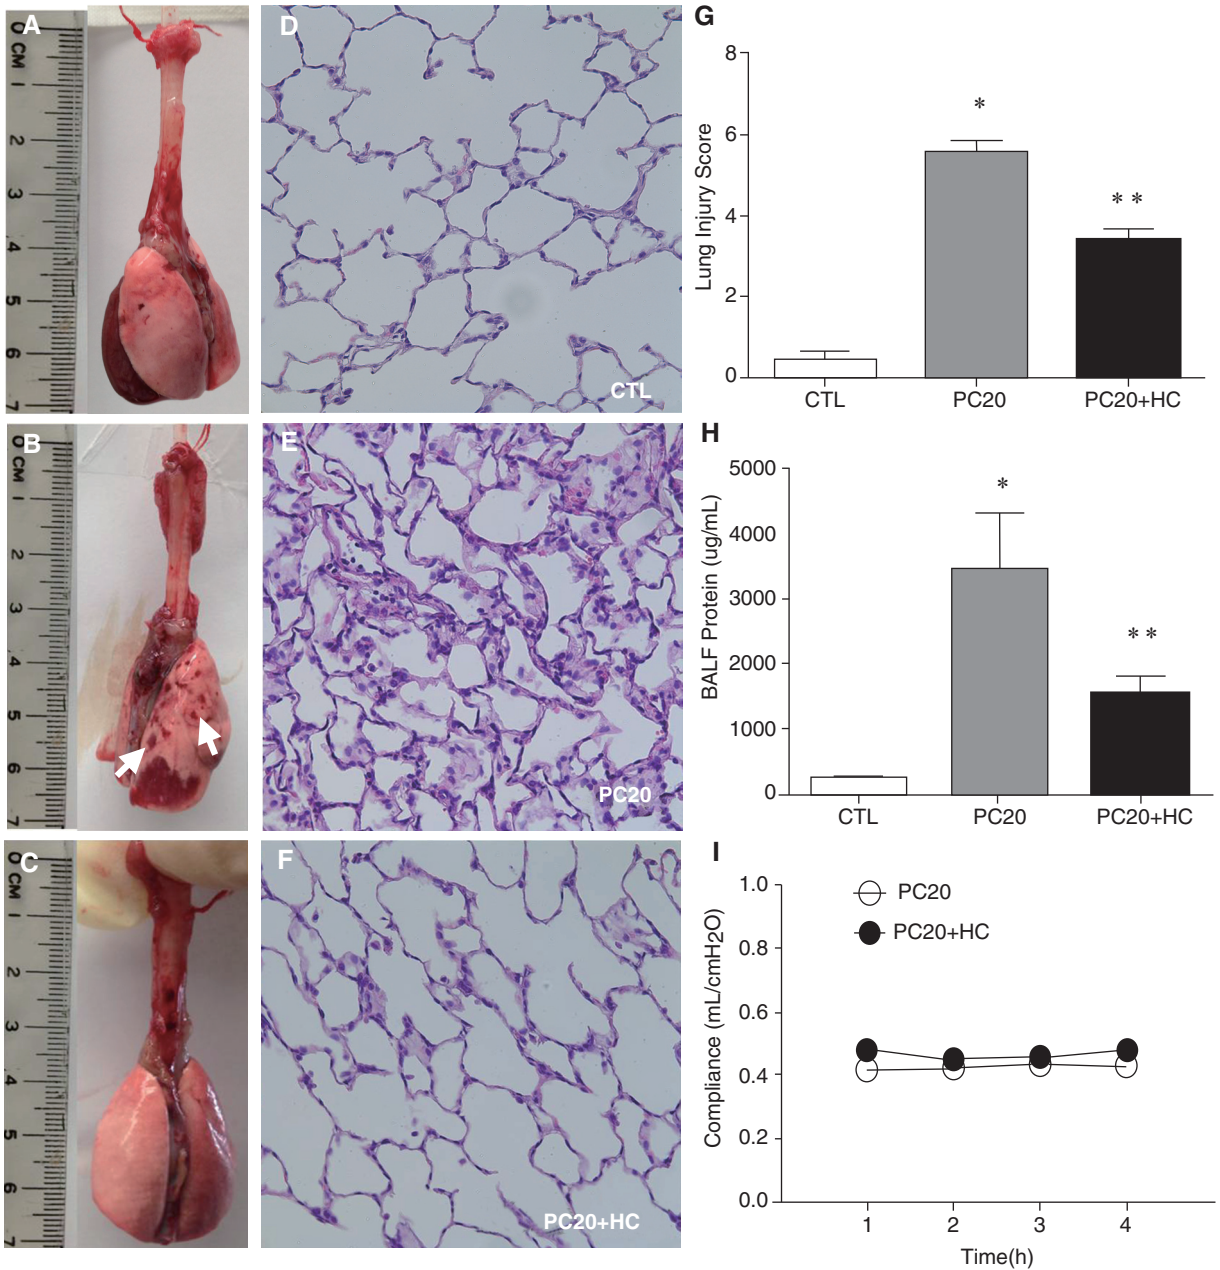 A
0 CM 1 2 3 4 5 6 7
D
CTL
G
Lung Injury Score
8
6
4
2
0
*
* *
CTL PC20 PC20+HC
B
0 CM 1 2 3 4 5 6 7
E
PC20
H
BALF Protein (ug/mL)
5000
4000
3000
2000
1000
0
*
* *
CTL PC20 PC20+HC
C
0 CM 1 2 3 4 5 6 7
F
PC20+HC
I
Compliance (mL/cmH2O)
1.0
0.8
0.6
0.4
0.2
0.0
PC20
PC20+HC
1 2 3 4
Time(h)